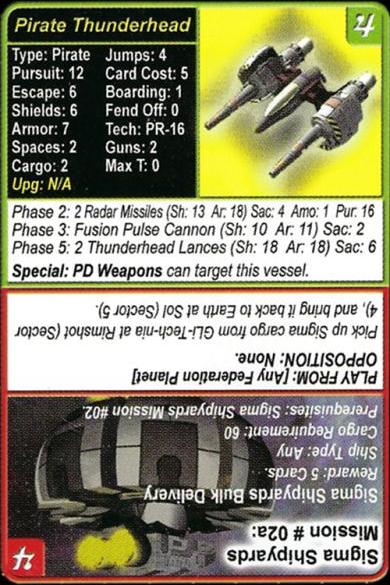 Pirate Thunderhead
4
Type: Pirate Jumps: 4
Pursuit: 12 Card Cost: 5
Escape: 6 Boarding: 1
Shields: 6 Fend Off: 0
Armor: 7 Tech: PR-16
Spaces: 2 Guns: 2
Cargo: 2 Max T: 0
Upg: N/A
Phase 2: 2 Radar Missiles (Sh: 13 Ar: 18) Sac: 4 Amo: 1 Pur: 16
Phase 3: Fusion Pulse Cannon (Sh: 10 Ar: 11) Sac: 2
Phase 5: 2 Thunderhead Lances (Sh: 18 Ar: 18) Sac: 6
Special: PD Weapons can target this vessel.
Sigma Shipyards
Mission # 02a:
4
Sigma Shipyards Bulk Delivery
Reward: 5 Cards.
Ship Type: Any
Cargo Requirement: 60
Prerequisites: Sigma Shipyards Mission #02.
PLAY FROM: [Any Federation Planet]
OPPOSITION: None.
Pick up Sigma cargo from GLi-Tech-nia at Rimshot (Sector
4), and bring it back to Earth at Sol (Sector 5).